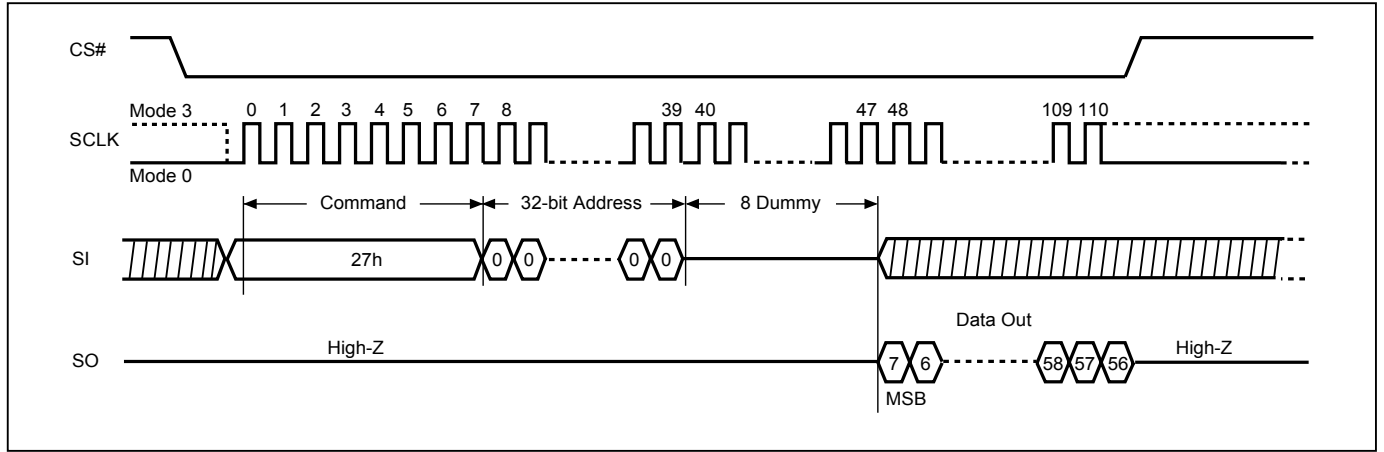 CS#
Mode 3 0 1 2 3 4 5 6 7 8 39 40 47 48 109 110
SCLK
Mode 0
Command 32-bit Address 8 Dummy
SI 27h 0 0 0 0
Data Out
High-Z High-Z
SO 7 6 58 57 56
MSB